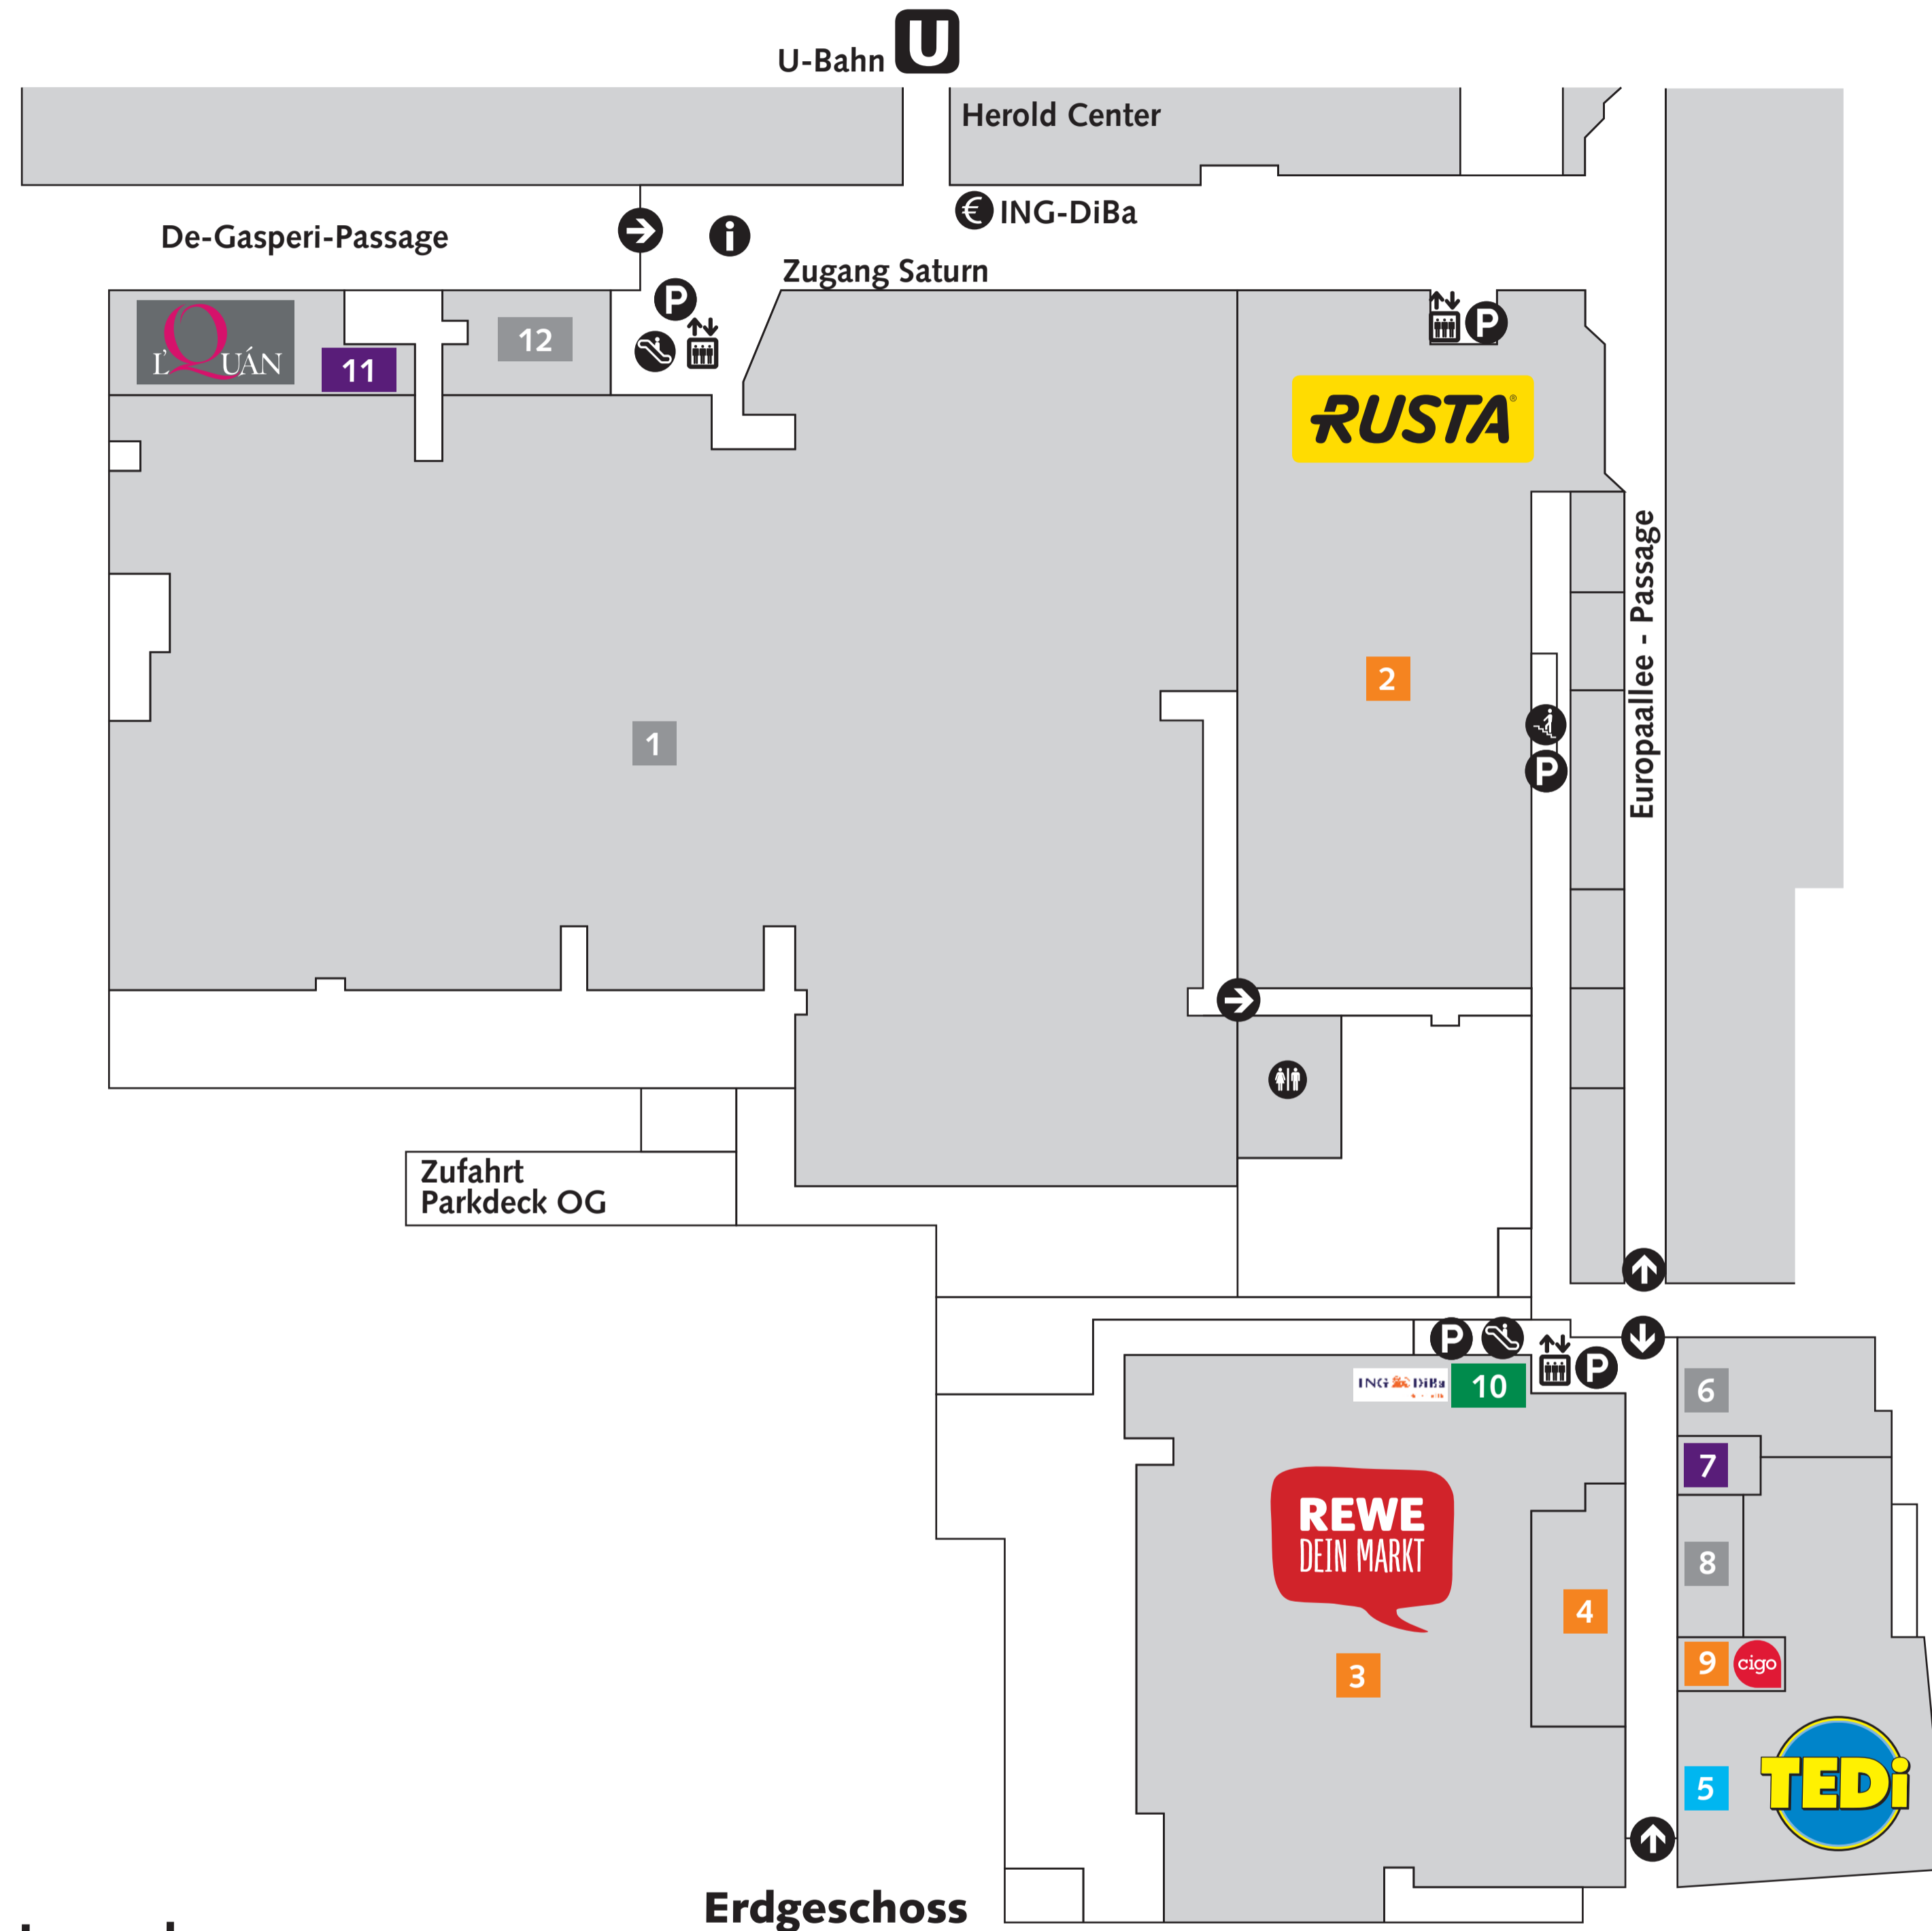 U-Bahn U
Herold Center
€ ING-DiBa
De-Gasperi-Passage
i
Zugang Saturn
P
P
L'QUÁN
11
12
RUSTA®
Europaallee - Passage
2
1
P
Zufahrt
Parkdeck OG
P
P
ING DiBa
10
6
7
REWE
DEIN MARKT
8
4
9
cigo
3
5
TEDi
Erdgeschoss